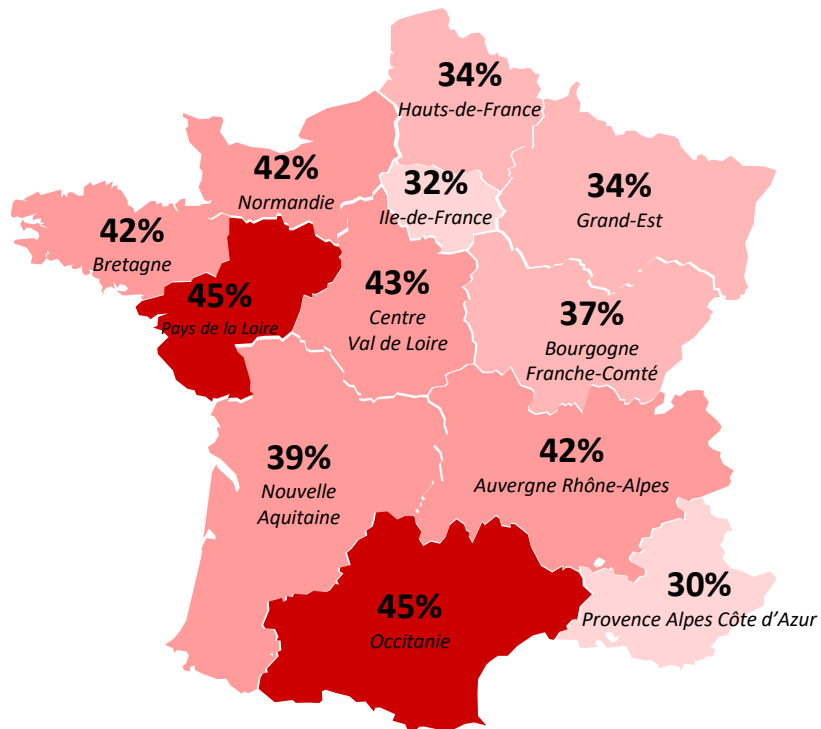 34%
Hauts-de-France
42%
Normandie
32%
Ile-de-France
34%
Grand-Est
42%
Bretagne
45%
Pays de la Loire
43%
Centre
Val de Loire
37%
Bourgogne
Franche-Comté
39%
Nouvelle
Aquitaine
42%
Auvergne Rhône-Alpes
45%
Occitanie
30%
Provence Alpes Côte d’Azur